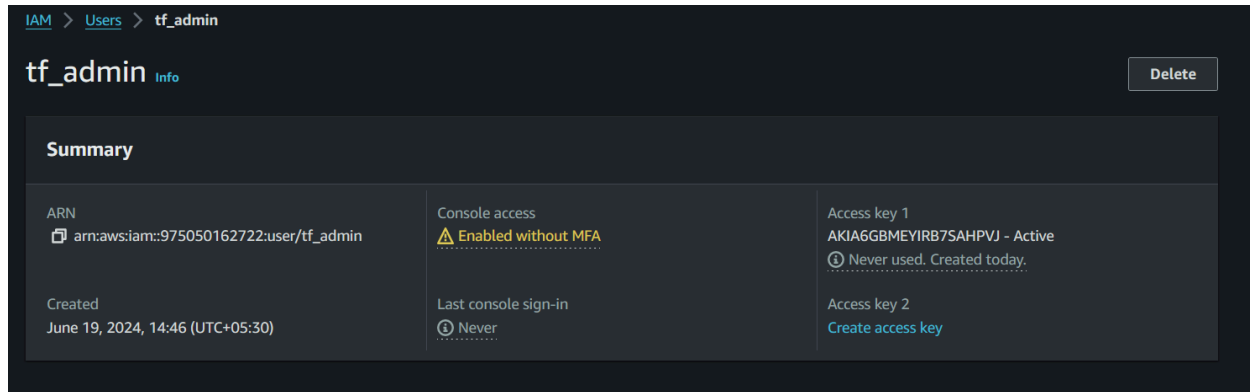 IAM > Users > tf_admin
tf_admin Info
Delete
Summary
ARN
arn:aws:iam::975050162722:user/tf_admin
Console access
Enabled without MFA
Access key 1
AKIA6GBMEYIRB7SAHPVJ - Active
Never used. Created today.
Created
June 19, 2024, 14:46 (UTC+05:30)
Last console sign-in
Never
Access key 2
Create access key